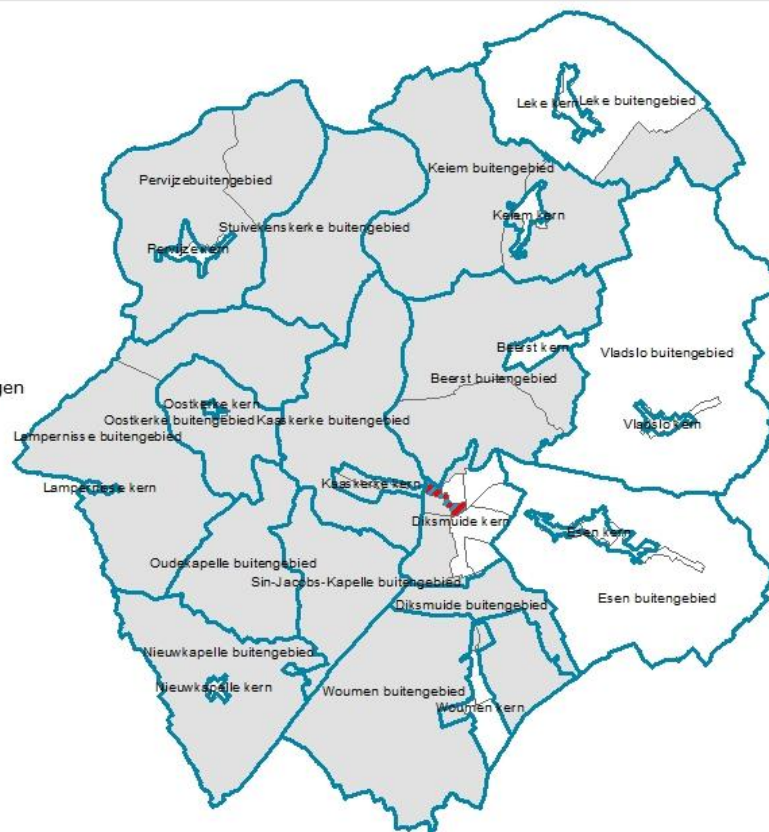 Leke kern
Leke buitengebied
Keiem buitengebied
Pervijzebuitengebied
Keiem kern
Stuivekenskerke buitengebied
Pervijze kern
Beerst kern
Vladslo buitengebied
Beerst buitengebied
gen
Oostkerke kern
Oostkerke buitengebied
Kaaskerke buitengebied
Vladslo kern
Lampernisse buitengebied
Kaaskerke kern
Lampernisse kern
Diksmuide kern
Esen kern
Oudekapelle buitengebied
Sin-Jacobs-Kapelle buitengebied
Esen buitengebied
Diksmuide buitengebied
Nieuwkapelle buitengebied
Nieuwkapelle kern
Woumen buitengebied
Woumen kern